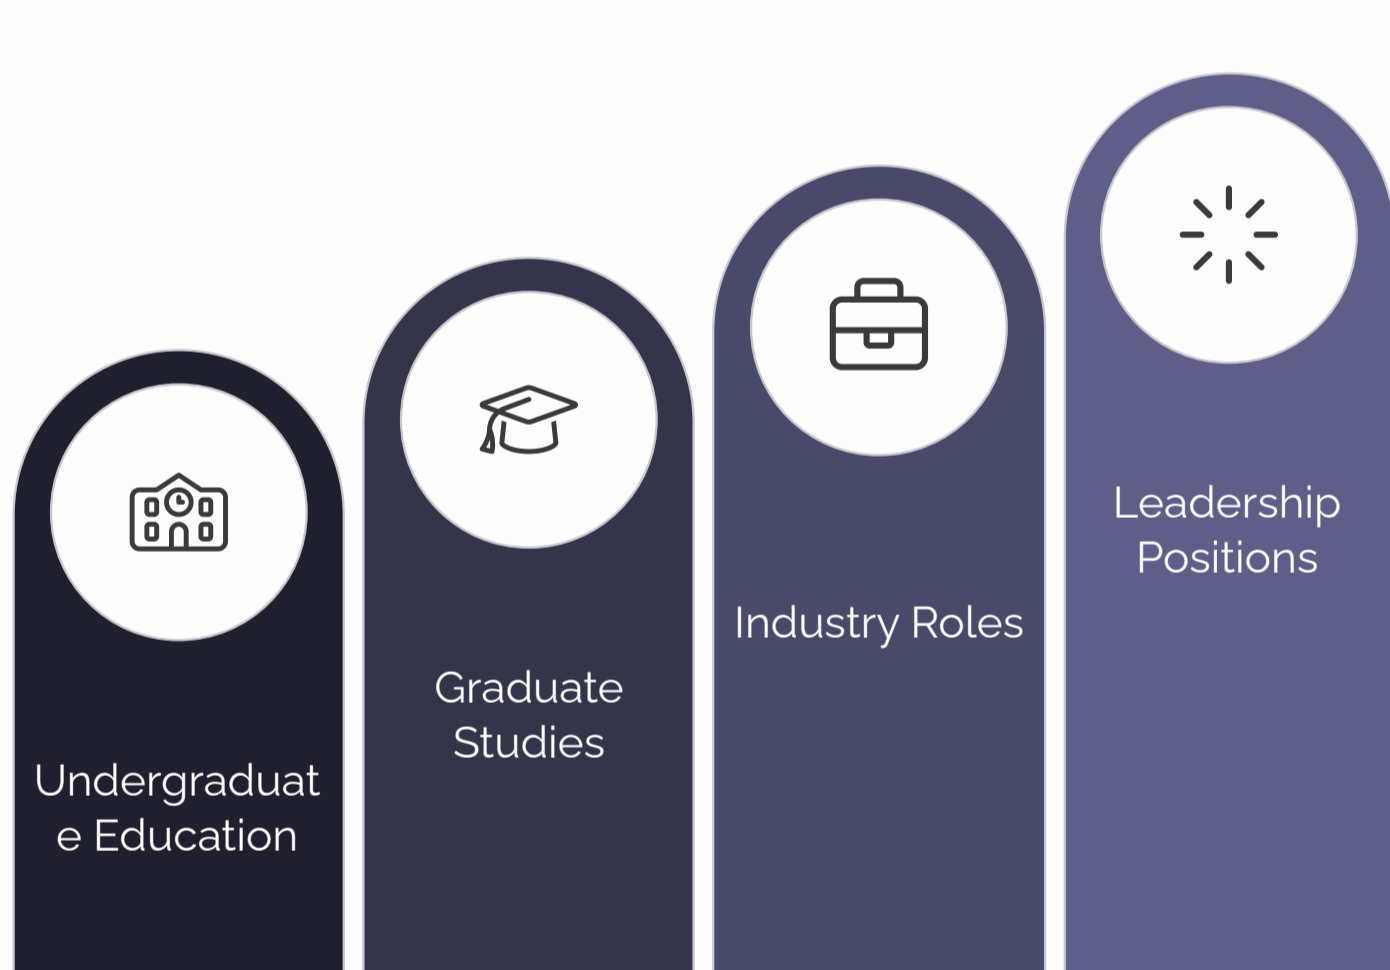 Undergraduat
e Education
Graduate
Studies
Industry Roles
Leadership
Positions